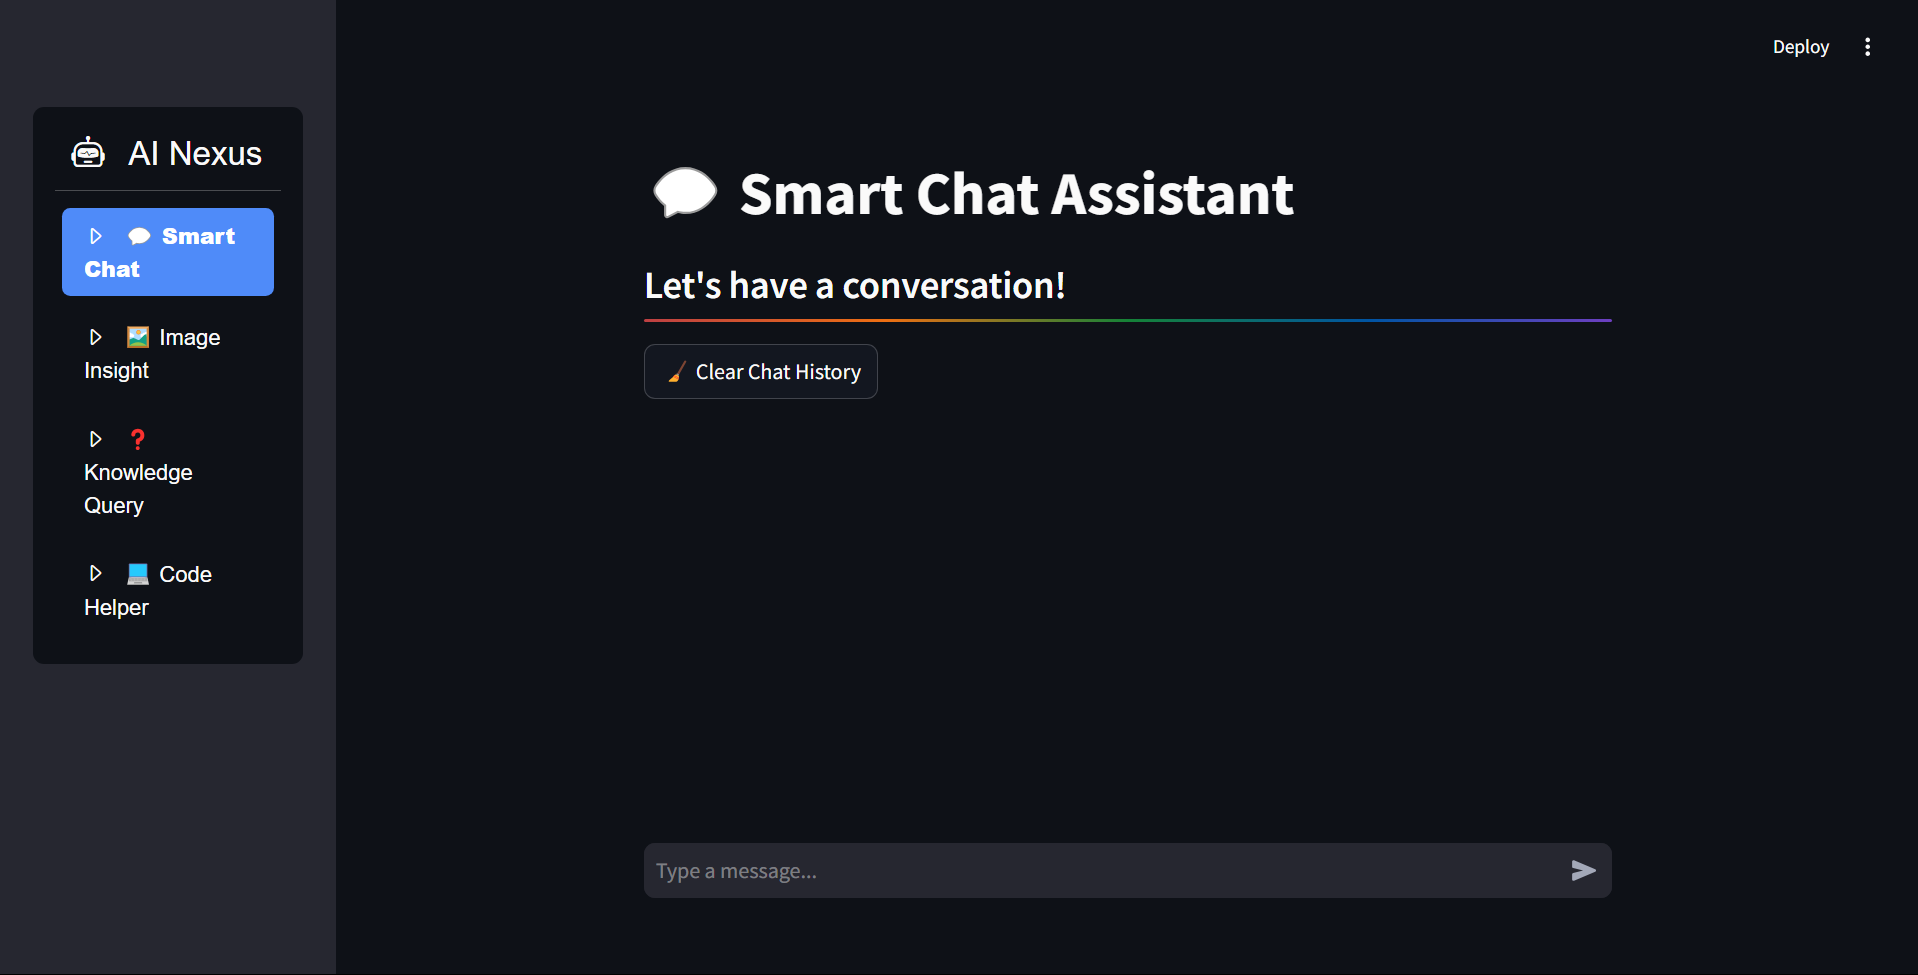 Deploy
AI Nexus
Smart
Chat
Image
Insight
Knowledge
Query
Code
Helper
Smart Chat Assistant
Let's have a conversation!
Clear Chat History
Type a message...